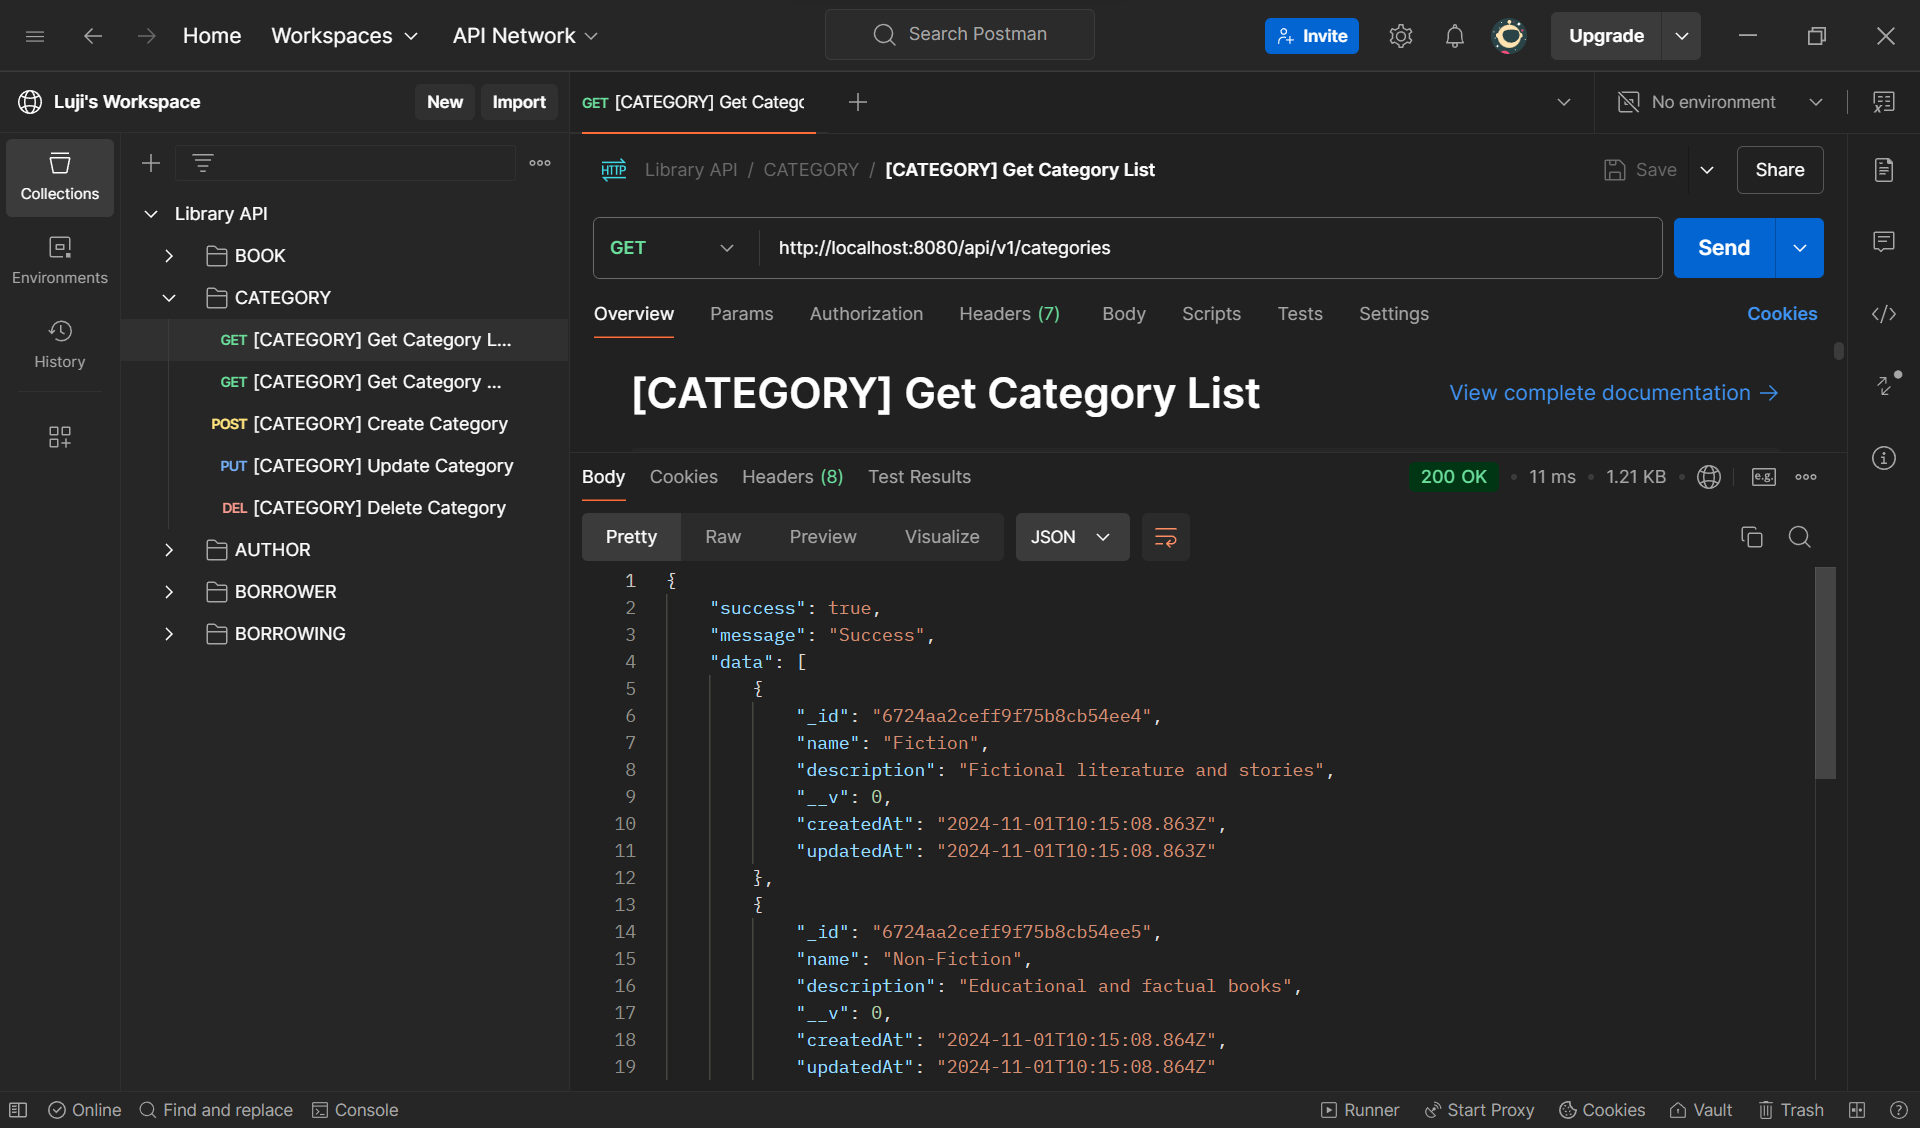 Home Workspaces API Network Search Postman Invite Upgrade
Luji's Workspace New Import
GET [CATEGORY] Get Catego No environment
Collections
Environments
History
Library API
BOOK
CATEGORY
GET [CATEGORY] Get Category L...
GET [CATEGORY] Get Category ...
POST [CATEGORY] Create Category
PUT [CATEGORY] Update Category
DEL [CATEGORY] Delete Category
AUTHOR
BORROWER
BORROWING
HTTP Library API / CATEGORY / [CATEGORY] Get Category List Save Share
GET http://localhost:8080/api/v1/categories Send
Overview Params Authorization Headers (7) Body Scripts Tests Settings Cookies
[CATEGORY] Get Category List View complete documentation →
Body Cookies Headers (8) Test Results 200 OK • 11 ms • 1.21 KB • e.g.
Pretty Raw Preview Visualize JSON
1 {
2 "success": true,
3 "message": "Success",
4 "data": [
5 {
6 "_id": "6724aa2ceff9f75b8cb54ee4",
7 "name": "Fiction",
8 "description": "Fictional literature and stories",
9 "__v": 0,
10 "createdAt": "2024-11-01T10:15:08.863Z",
11 "updatedAt": "2024-11-01T10:15:08.863Z"
12 },
13 {
14 "_id": "6724aa2ceff9f75b8cb54ee5",
15 "name": "Non-Fiction",
16 "description": "Educational and factual books",
17 "__v": 0,
18 "createdAt": "2024-11-01T10:15:08.864Z",
19 "updatedAt": "2024-11-01T10:15:08.864Z"
Online Find and replace Console Runner Start Proxy Cookies Vault Trash